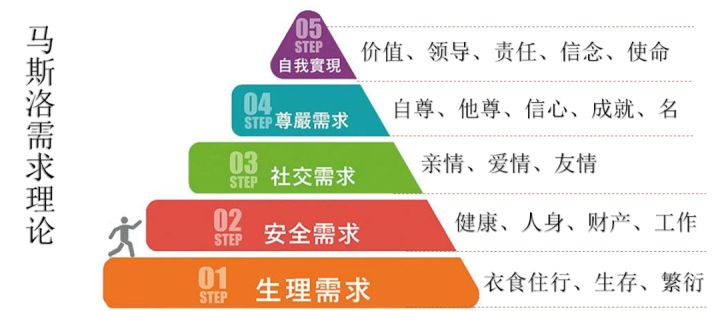 马斯洛需求理论
05
STEP
自我實現
价值、领导、责任、信念、使命
04
STEP
尊嚴需求
自尊、他尊、信心、成就、名
03
STEP
社交需求
亲情、爱情、友情
02
STEP
安全需求
健康、人身、财产、工作
01
STEP
生理需求
衣食住行、生存、繁衍